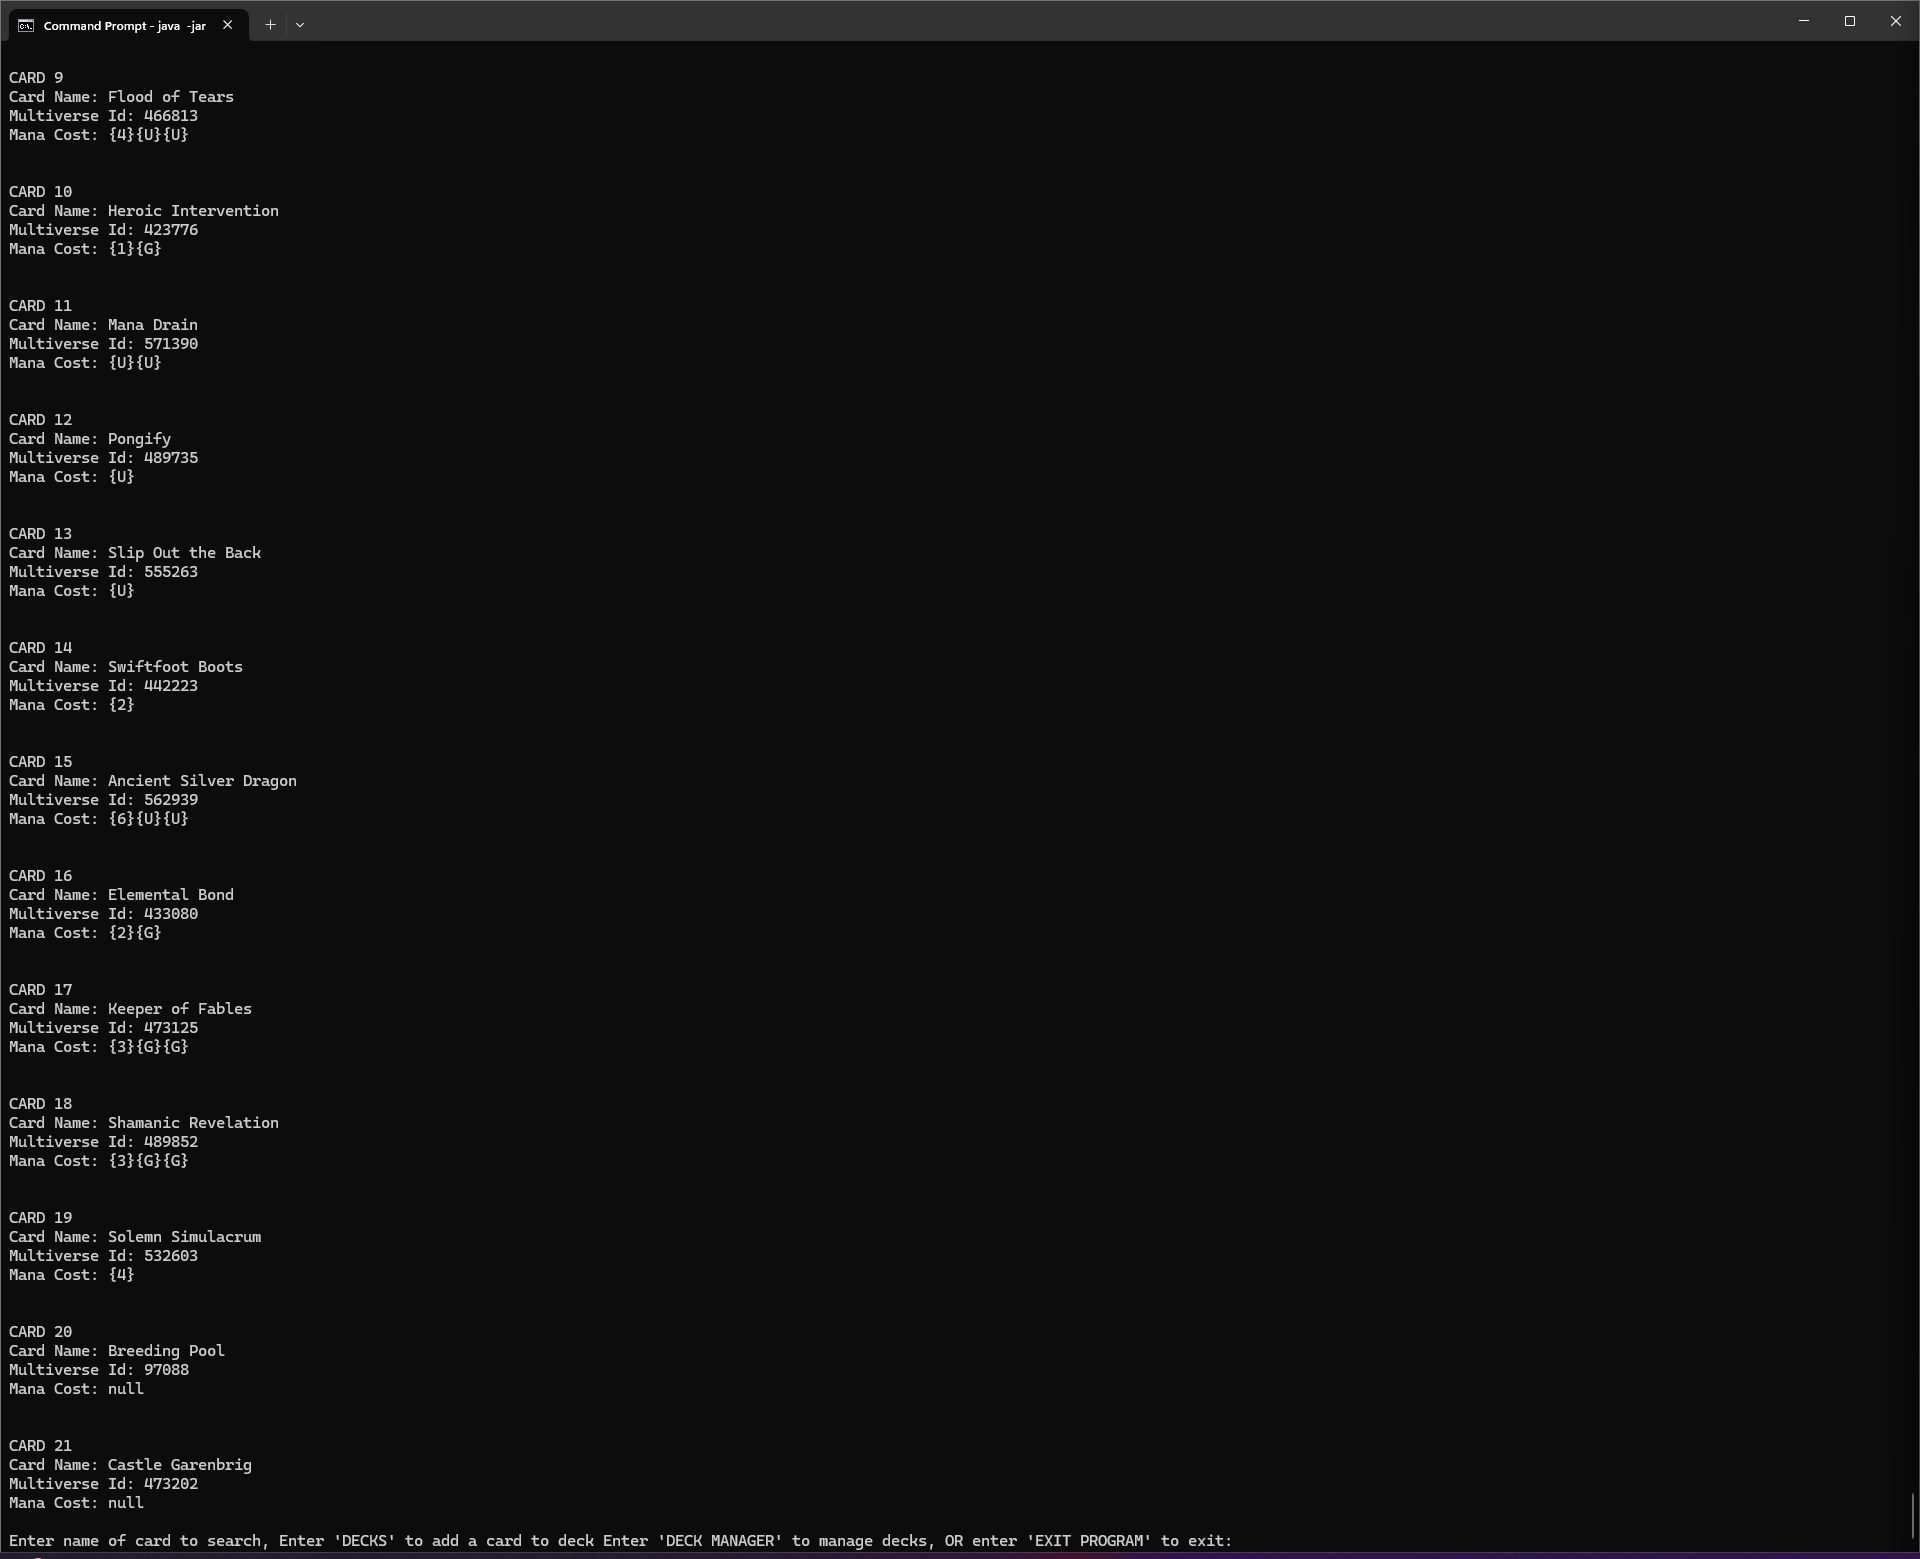 Command Prompt - java -jar
CARD 9
Card Name: Flood of Tears
Multiverse Id: 466813
Mana Cost: {4}{U}{U}
CARD 10
Card Name: Heroic Intervention
Multiverse Id: 423776
Mana Cost: {1}{G}
CARD 11
Card Name: Mana Drain
Multiverse Id: 571390
Mana Cost: {U}{U}
CARD 12
Card Name: Pongify
Multiverse Id: 489735
Mana Cost: {U}
CARD 13
Card Name: Slip Out the Back
Multiverse Id: 555263
Mana Cost: {U}
CARD 14
Card Name: Swiftfoot Boots
Multiverse Id: 442223
Mana Cost: {2}
CARD 15
Card Name: Ancient Silver Dragon
Multiverse Id: 562939
Mana Cost: {6}{U}{U}
CARD 16
Card Name: Elemental Bond
Multiverse Id: 433080
Mana Cost: {2}{G}
CARD 17
Card Name: Keeper of Fables
Multiverse Id: 473125
Mana Cost: {3}{G}{G}
CARD 18
Card Name: Shamanic Revelation
Multiverse Id: 489852
Mana Cost: {3}{G}{G}
CARD 19
Card Name: Solemn Simulacrum
Multiverse Id: 532603
Mana Cost: {4}
CARD 20
Card Name: Breeding Pool
Multiverse Id: 97088
Mana Cost: null
CARD 21
Card Name: Castle Garenbrig
Multiverse Id: 473202
Mana Cost: null
Enter name of card to search, Enter 'DECKS' to add a card to deck Enter 'DECK MANAGER' to manage decks, OR enter 'EXIT PROGRAM' to exit: